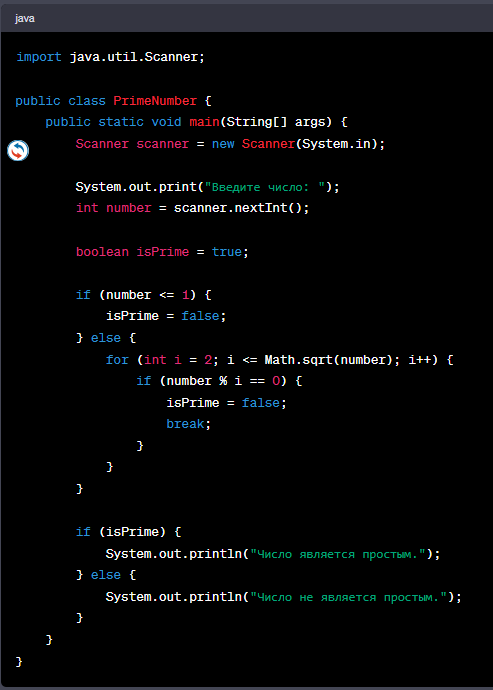 java
import java.util.Scanner;
public class PrimeNumber {
public static void main(String[] args) {
Scanner scanner = new Scanner(System.in);
System.out.print("Введите число: ");
int number = scanner.nextInt();
boolean isPrime = true;
if (number <= 1) {
isPrime = false;
} else {
for (int i = 2; i <= Math.sqrt(number); i++) {
if (number % i == 0) {
isPrime = false;
break;
}
}
}
if (isPrime) {
System.out.println("Число является простым.");
} else {
System.out.println("Число не является простым.");
}
}
}